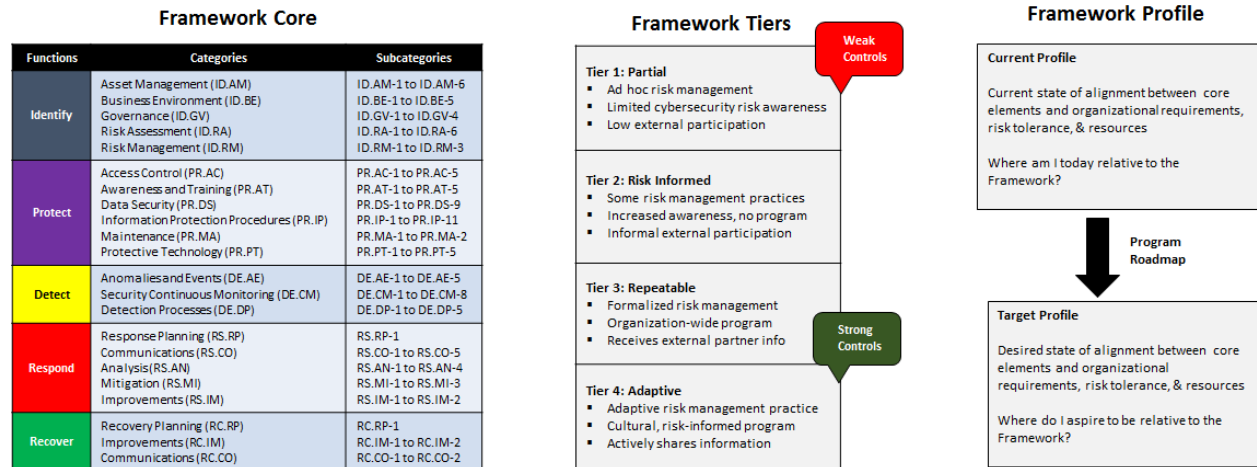 Framework Core
Functions Categories Subcategories
Identify
Asset Management (ID.AM) ID.AM-1 to ID.AM-6
Business Environment (ID.BE) ID.BE-1 to ID.BE-5
Governance (ID.GV) ID.GV-1 to ID.GV-4
Risk Assessment (ID.RA) ID.RA-1 to ID.RA-6
Risk Management (ID.RM) ID.RM-1 to ID.RM-3
Protect
Access Control (PR.AC) PR.AC-1 to PR.AC-5
Awareness and Training (PR.AT) PR.AT-1 to PR.AT-5
Data Security (PR.DS) PR.DS-1 to PR.DS-9
Information Protection Procedures (PR.IP) PR.IP-1 to PR.IP-11
Maintenance (PR.MA) PR.MA-1 to PR.MA-2
Protective Technology (PR.PT) PR.PT-1 to PR.PT-5
Detect
Anomalies and Events (DE.AE) DE.AE-1 to DE.AE-5
Security Continuous Monitoring (DE.CM) DE.CM-1 to DE.CM-8
Detection Processes (DE.DP) DE.DP-1 to DE.DP-5
Respond
Response Planning (RS.RP) RS.RP-1
Communications (RS.CO) RS.CO-1 to RS.CO-5
Analysis (RS.AN) RS.AN-1 to RS.AN-4
Mitigation (RS.MI) RS.MI-1 to RS.MI-3
Improvements (RS.IM) RS.IM-1 to RS.IM-2
Recover
Recovery Planning (RC.RP) RC.RP-1
Improvements (RC.IM) RC.IM-1 to RC.IM-2
Communications (RC.CO) RC.CO-1 to RC.CO-2
Framework Tiers
Weak
Controls
Tier 1: Partial
▪ Ad hoc risk management
▪ Limited cybersecurity risk awareness
▪ Low external participation
Tier 2: Risk Informed
▪ Some risk management practices
▪ Increased awareness, no program
▪ Informal external participation
Tier 3: Repeatable
▪ Formalized risk management
▪ Organization-wide program
▪ Receives external partner info
Strong
Controls
Tier 4: Adaptive
▪ Adaptive risk management practice
▪ Cultural, risk-informed program
▪ Actively shares information
Framework Profile
Current Profile
Current state of alignment between core
elements and organizational requirements,
risk tolerance, & resources
Where am I today relative to the
Framework?
Program
Roadmap
Target Profile
Desired state of alignment between core
elements and organizational
requirements, risk tolerance, & resources
Where do I aspire to be relative to the
Framework?